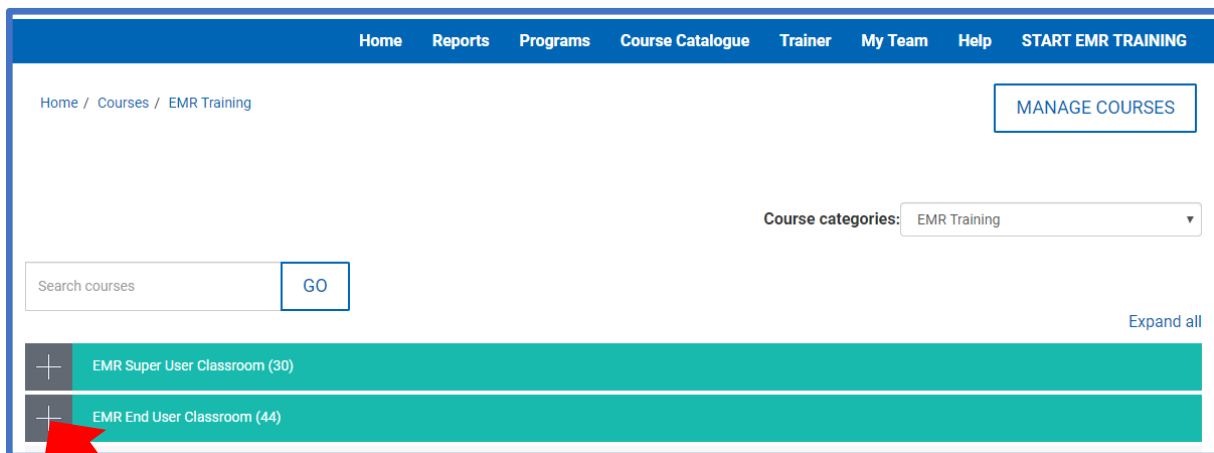 Home Reports Programs Course Catalogue Trainer My Team Help START EMR TRAINING
Home / Courses / EMR Training
MANAGE COURSES
Course categories: EMR Training
Search courses GO
Expand all
EMR Super User Classroom (30)
EMR End User Classroom (44)